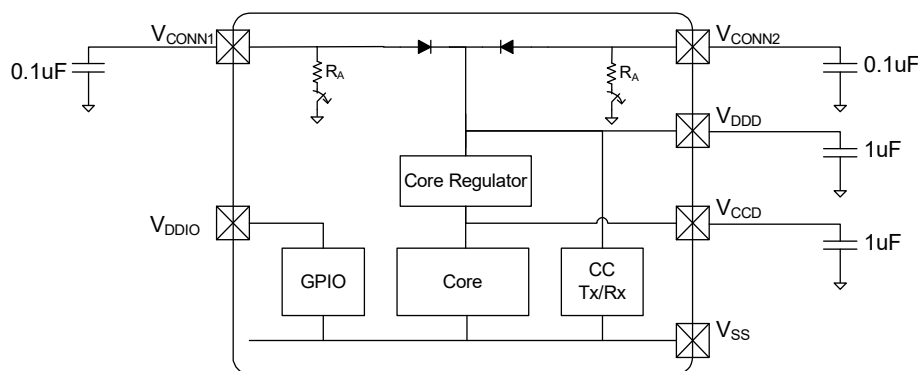 VCONN1
VCONN2
0.1uF
RA
RA
0.1uF
VDDD
1uF
Core Regulator
VDDIO
VCCD
1uF
GPIO
Core
CC
Tx/Rx
VSS